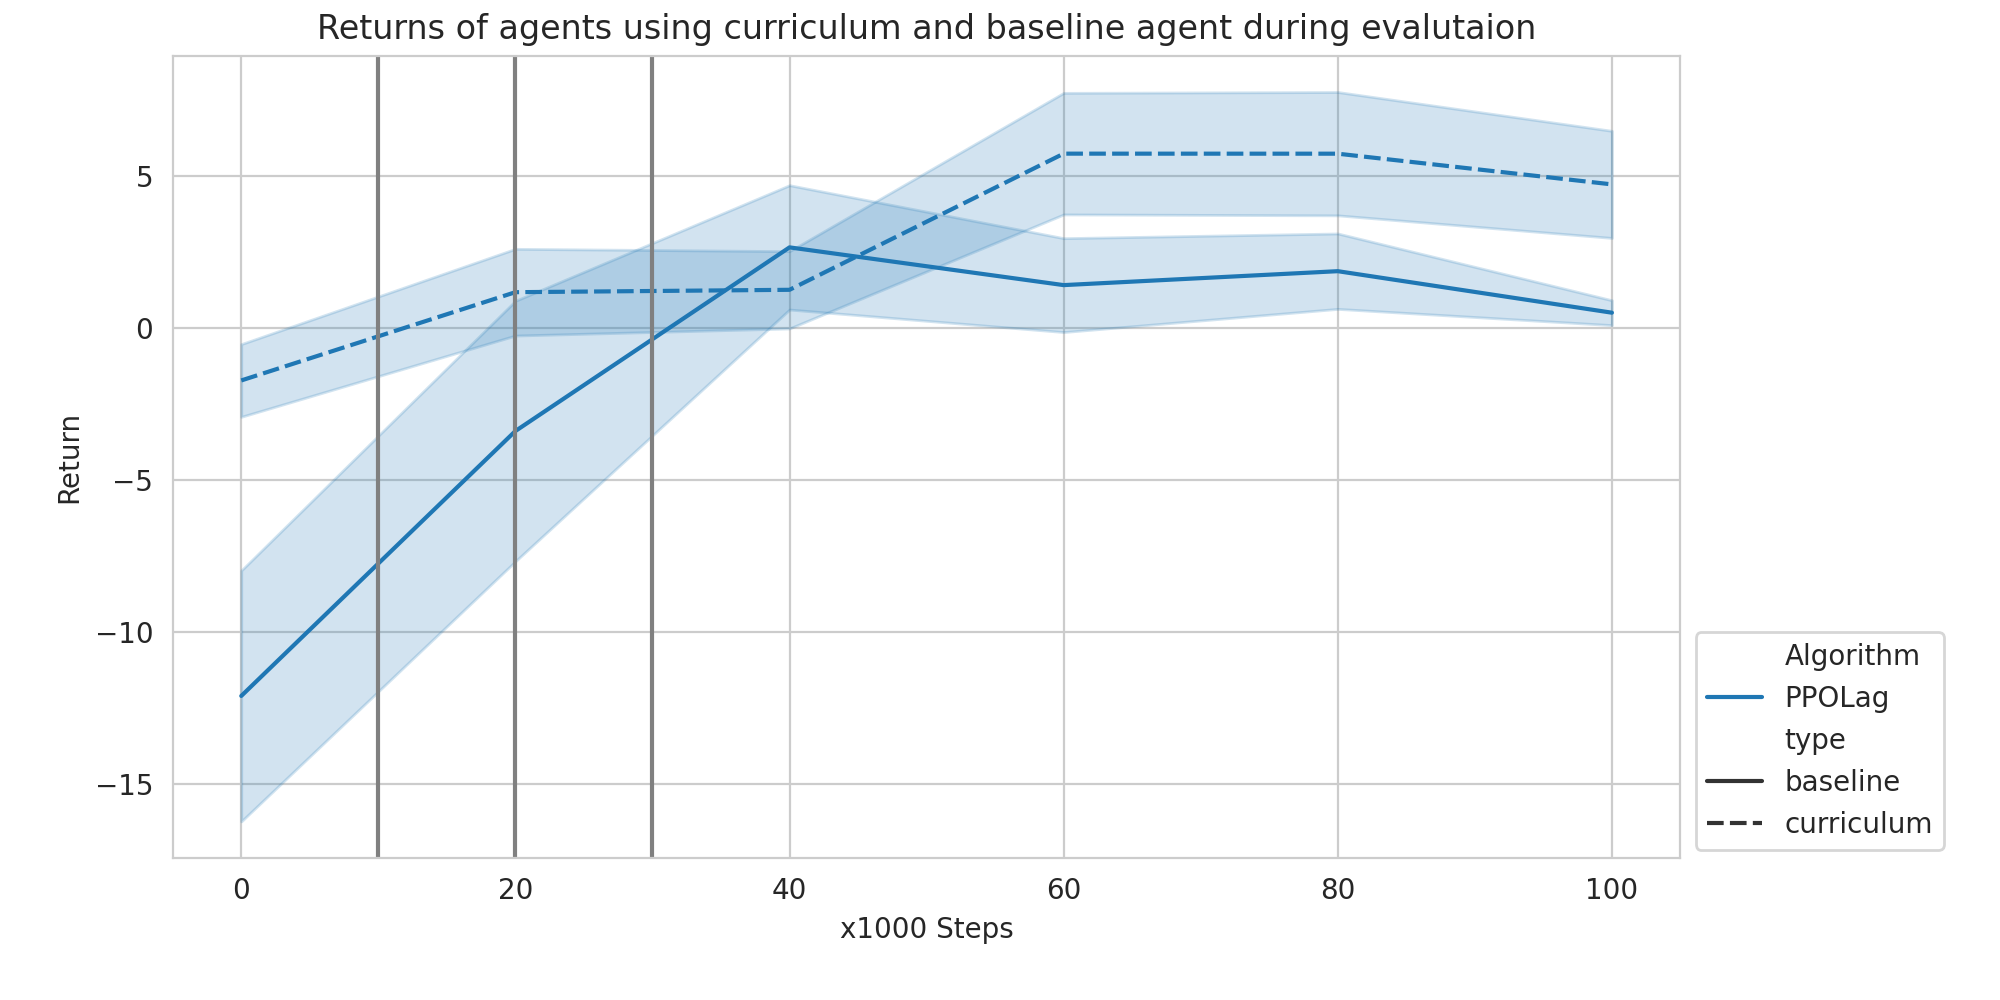 Returns of agents using curriculum and baseline agent during evalutaion
5
0
−5
−10
−15
Return
0 20 40 60 80 100
x1000 Steps
Algorithm
PPOLag
type
baseline
curriculum